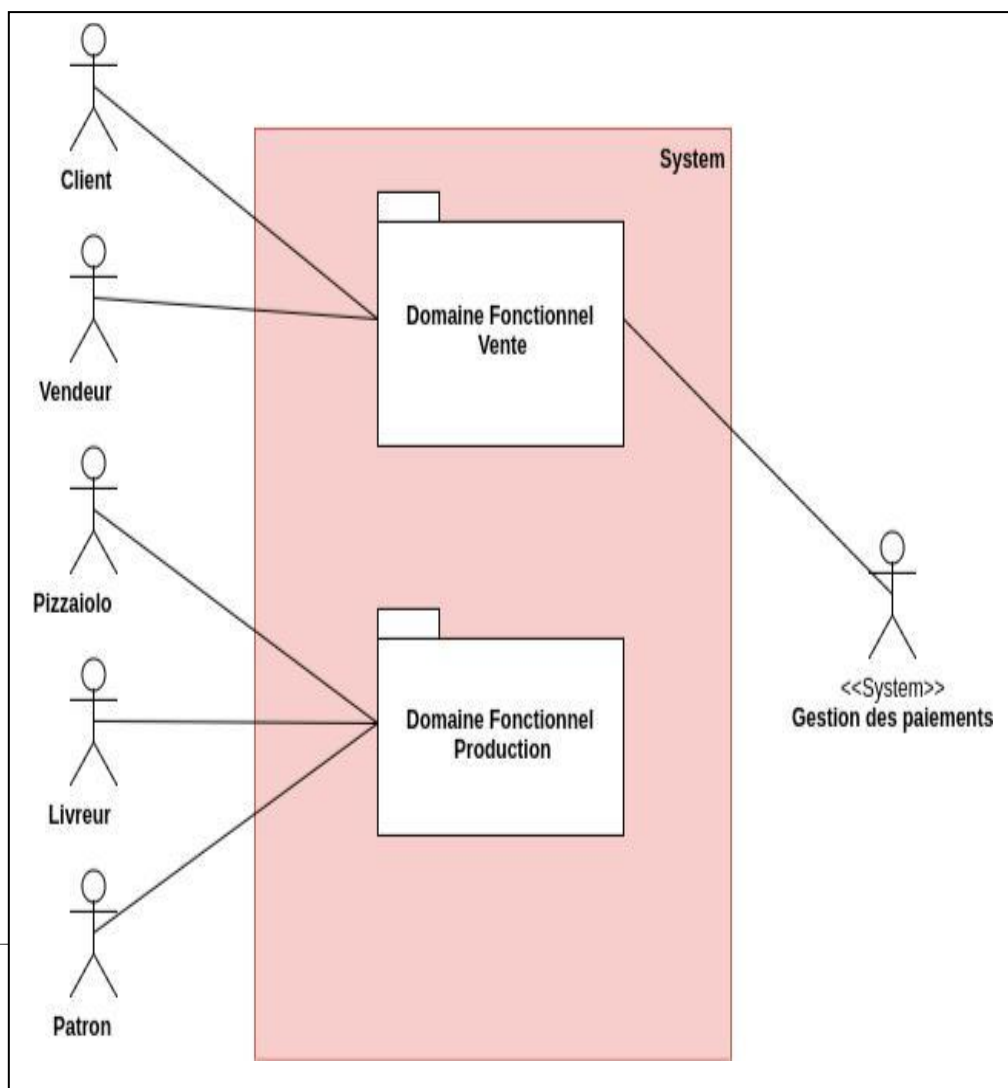 Client
System
Domaine Fonctionnel
Vente
Vendeur
Pizzaiolo
Domaine Fonctionnel
Production
<<System>>
Gestion des paiements
Livreur
Patron